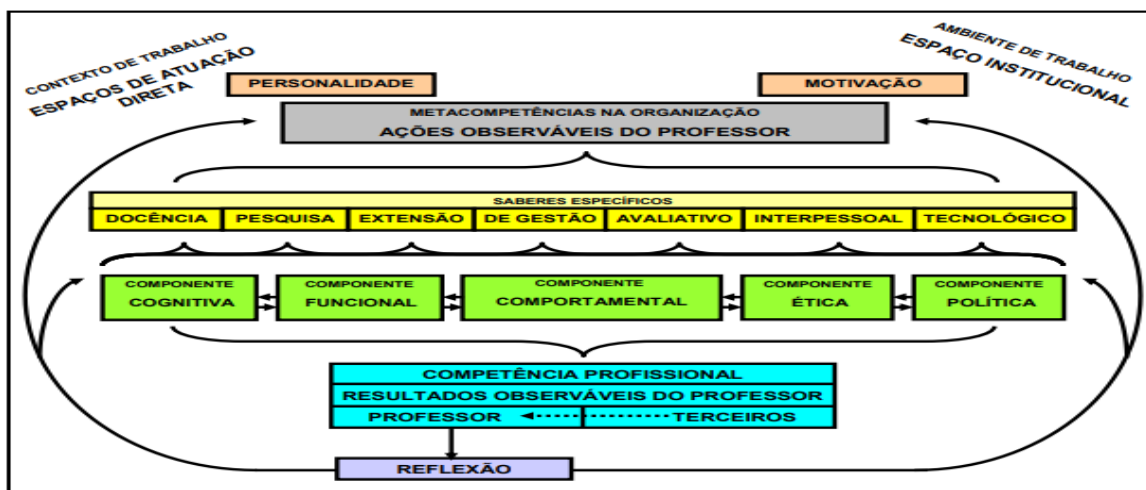 CONTEXTO DE TRABALHO
ESPAÇOS DE ATUAÇÃO
DIRETA
AMBIENTE DE TRABALHO
ESPAÇO INSTITUCIONAL
PERSONALIDADE
MOTIVAÇÃO
METACOMPETÊNCIAS NA ORGANIZAÇÃO
AÇÕES OBSERVÁVEIS DO PROFESSOR
SABERES ESPECÍFICOS
DOCÊNCIA PESQUISA EXTENSÃO DE GESTÃO AVALIATIVO INTERPESSOAL TECNOLÓGICO
COMPONENTE
COGNITIVA
COMPONENTE
FUNCIONAL
COMPONENTE
COMPORTAMENTAL
COMPONENTE
ÉTICA
COMPONENTE
POLÍTICA
COMPETÊNCIA PROFISSIONAL
RESULTADOS OBSERVÁVEIS DO PROFESSOR
PROFESSOR TERCEIROS
REFLEXÃO